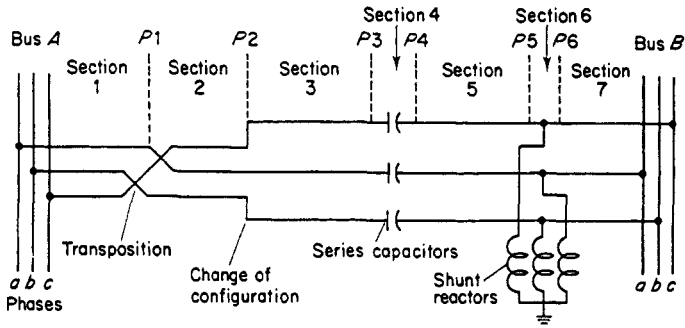 Section 4
Section 6
Bus A
P1
P2
P3
P4
P5
P6
Bus B
Section 1
Section 2
Section 3
Section 5
Section 7
Transposition
Change of configuration
Series capacitors
Shunt reactors
a b c
Phases
a b c